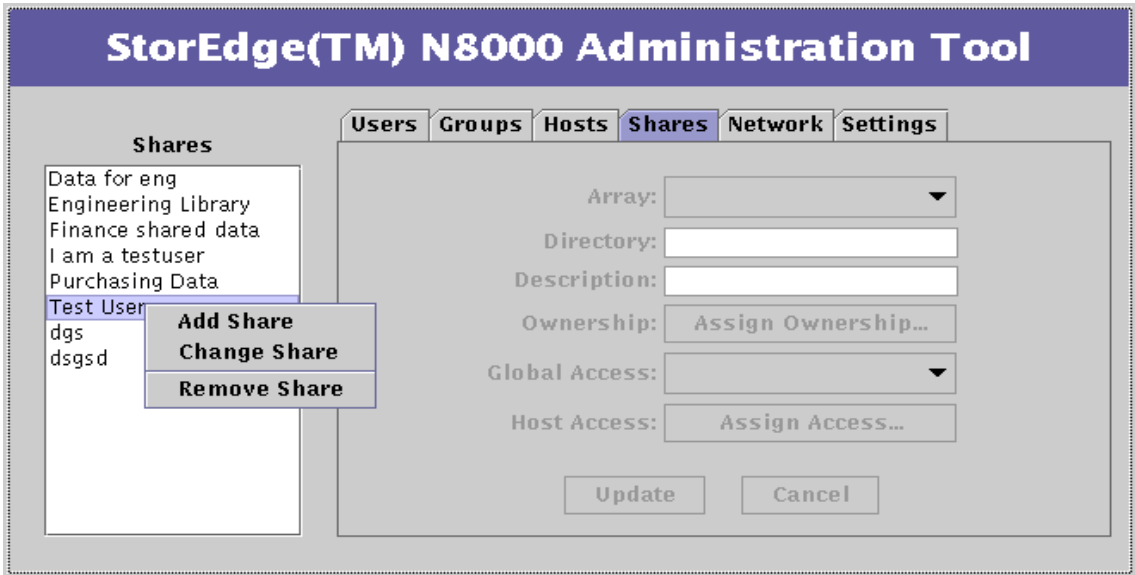 StorEdge(TM) N8000 Administration Tool
Users Groups Hosts Shares Network Settings
Shares
Data for eng
Engineering Library
Finance shared data
I am a testuser
Purchasing Data
Test User
dgs
dsgsd
Add Share
Change Share
Remove Share
Array:
Directory:
Description:
Ownership: Assign Ownership...
Global Access:
Host Access: Assign Access...
Update Cancel